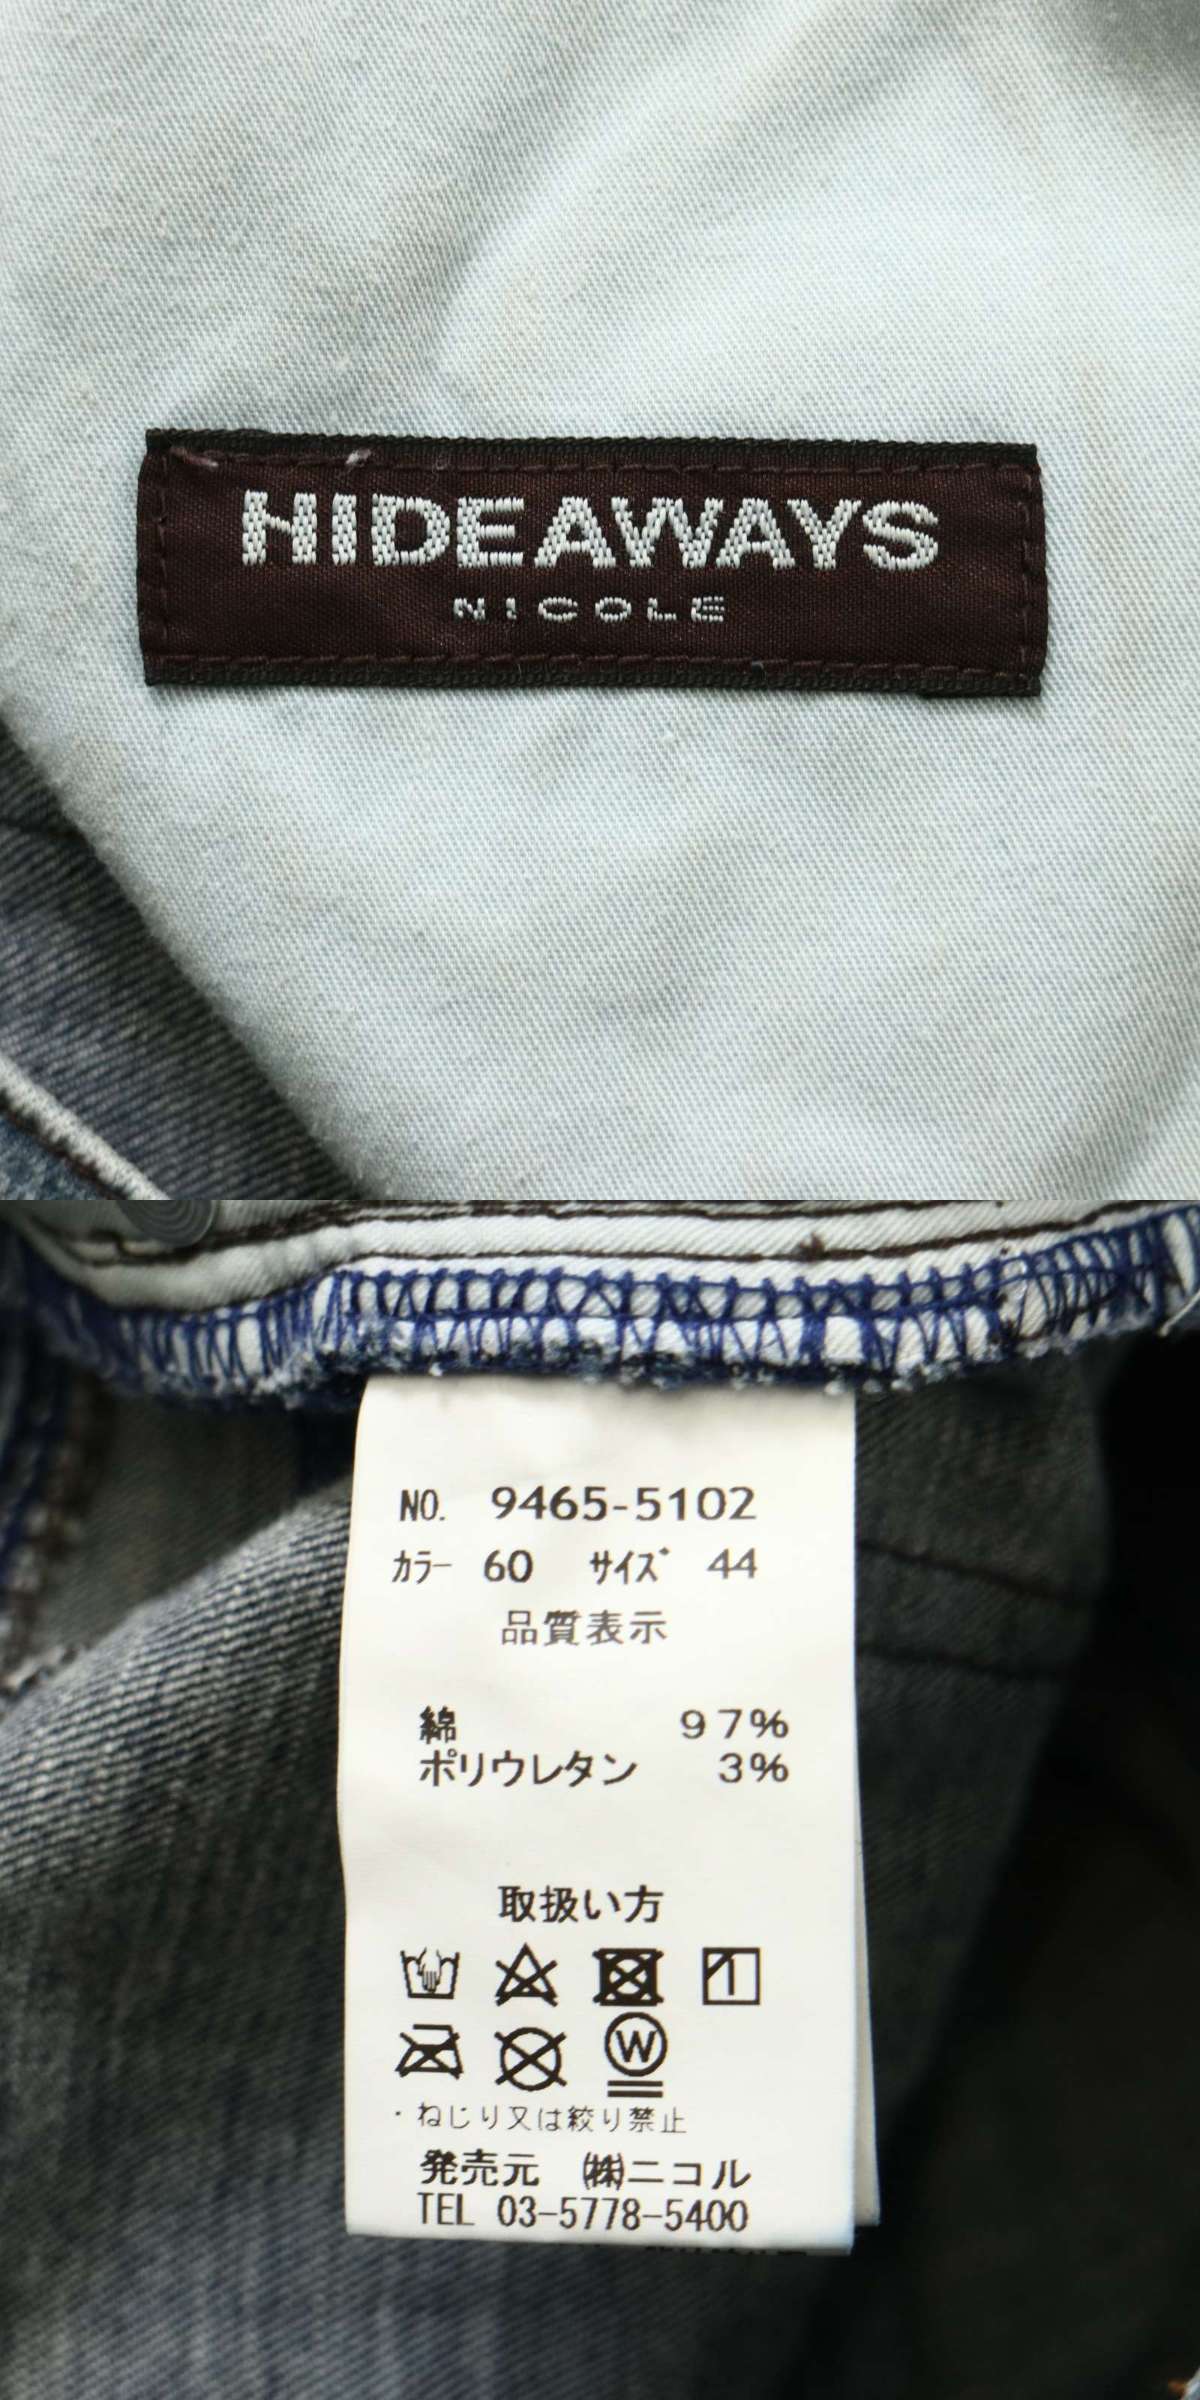 HIDEAWAYS
NICOLE
NO. 9465-5102
カラー 60 サイズ 44
品質表示
綿 97%
ポリウレタン 3%
取扱い方
W
・ねじり又は絞り禁止
発売元 ㈱ニコル
TEL 03-5778-5400